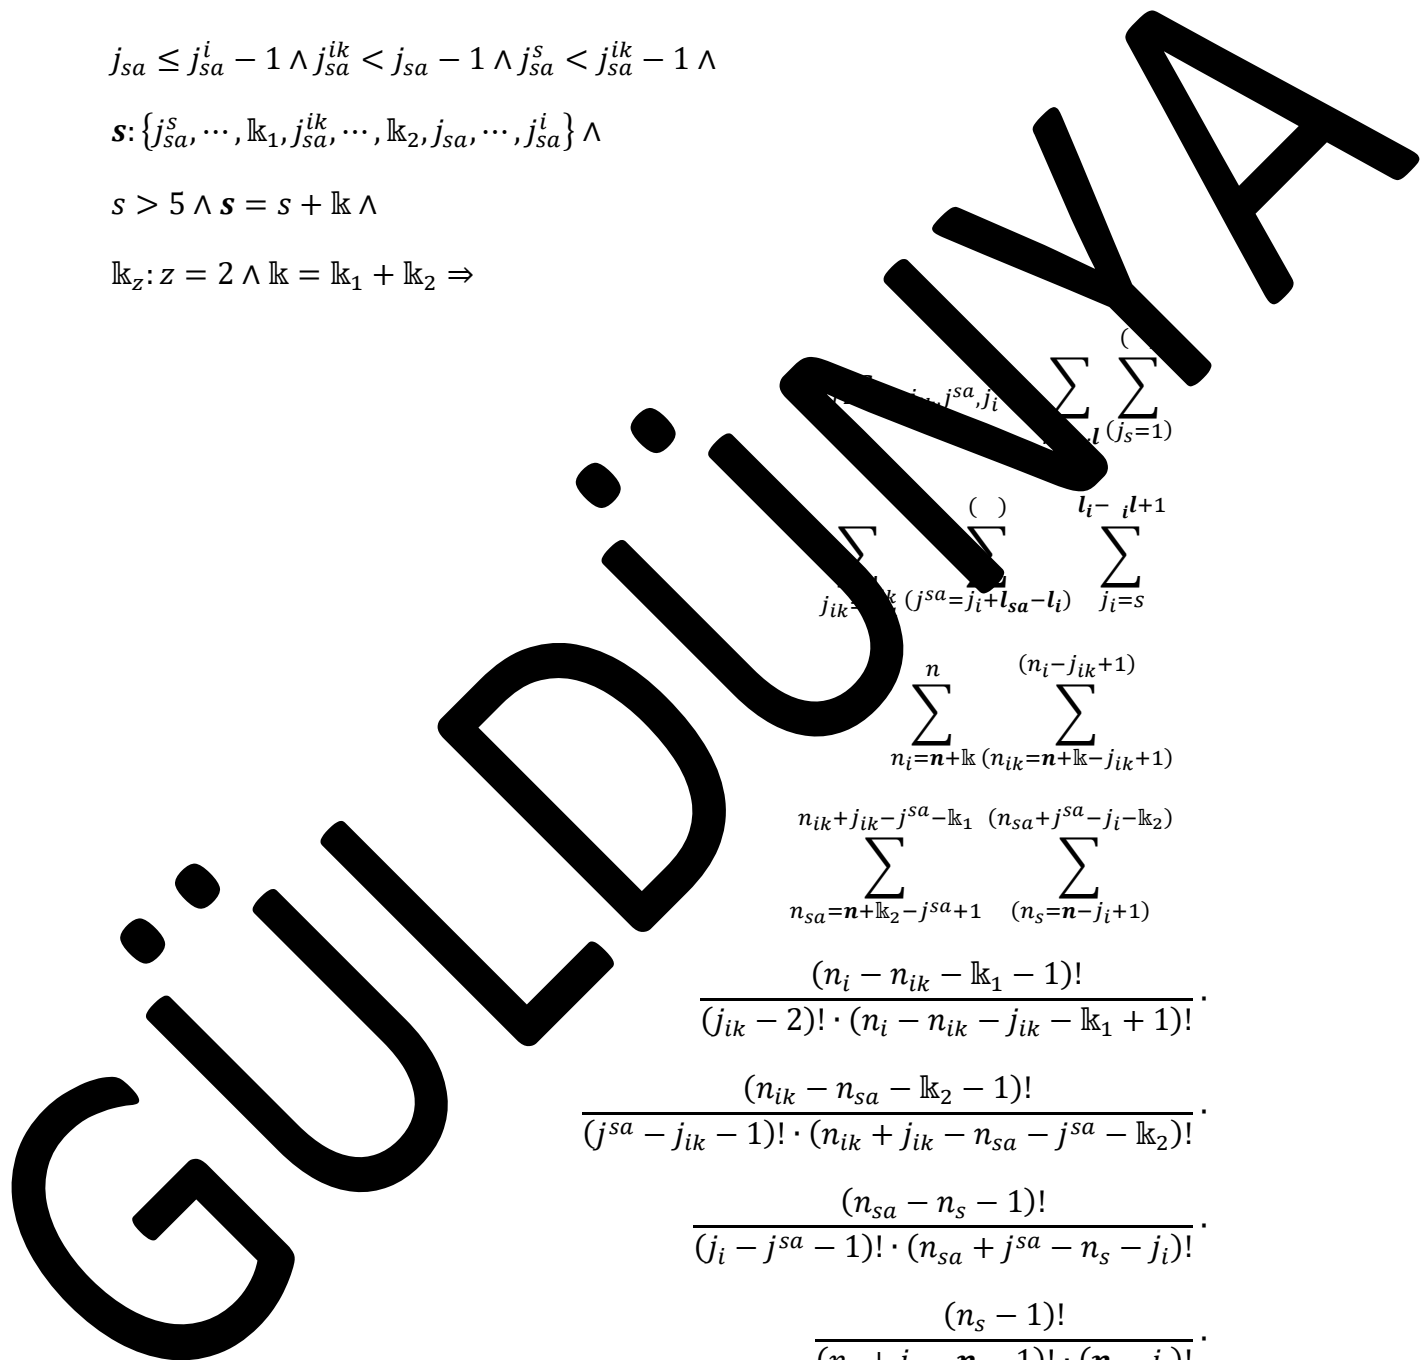 j_{sa} ≤ j_{sa}^{i} − 1 ∧ j_{sa}^{ik} < j_{sa} − 1 ∧ j_{sa}^{s} < j_{sa}^{ik} − 1 ∧
s: {j_{sa}^{s}, ⋯, 𝕜_1, j_{sa}^{ik}, ⋯, 𝕜_2, j_{sa}, ⋯, j_{sa}^{i}} ∧
s > 5 ∧ s = s + 𝕜 ∧
𝕜_z: z = 2 ∧ 𝕜 = 𝕜_1 + 𝕜_2 ⇒
j^{sa}, j_i ∑ ∑_{(j_s=1)}^{( )}
∑ ∑_{(j^{sa}=j_i+l_{sa}−l_i)}^{( )} ∑_{j_i=s}^{l_i− _il+1}
∑_{n_i=n+𝕜}^{n} ∑_{(n_{ik}=n+𝕜−j_{ik}+1)}^{(n_i−j_{ik}+1)}
∑_{n_{sa}=n+𝕜_2−j^{sa}+1}^{n_{ik}+j_{ik}−j^{sa}−𝕜_1} ∑_{(n_s=n−j_i+1)}^{(n_{sa}+j^{sa}−j_i−𝕜_2)}
(n_i − n_{ik} − 𝕜_1 − 1)!
(j_{ik} − 2)! · (n_i − n_{ik} − j_{ik} − 𝕜_1 + 1)! ·
(n_{ik} − n_{sa} − 𝕜_2 − 1)!
(j^{sa} − j_{ik} − 1)! · (n_{ik} + j_{ik} − n_{sa} − j^{sa} − 𝕜_2)! ·
(n_{sa} − n_s − 1)!
(j_i − j^{sa} − 1)! · (n_{sa} + j^{sa} − n_s − j_i)! ·
(n_s − 1)!
GÜLDÜNYA